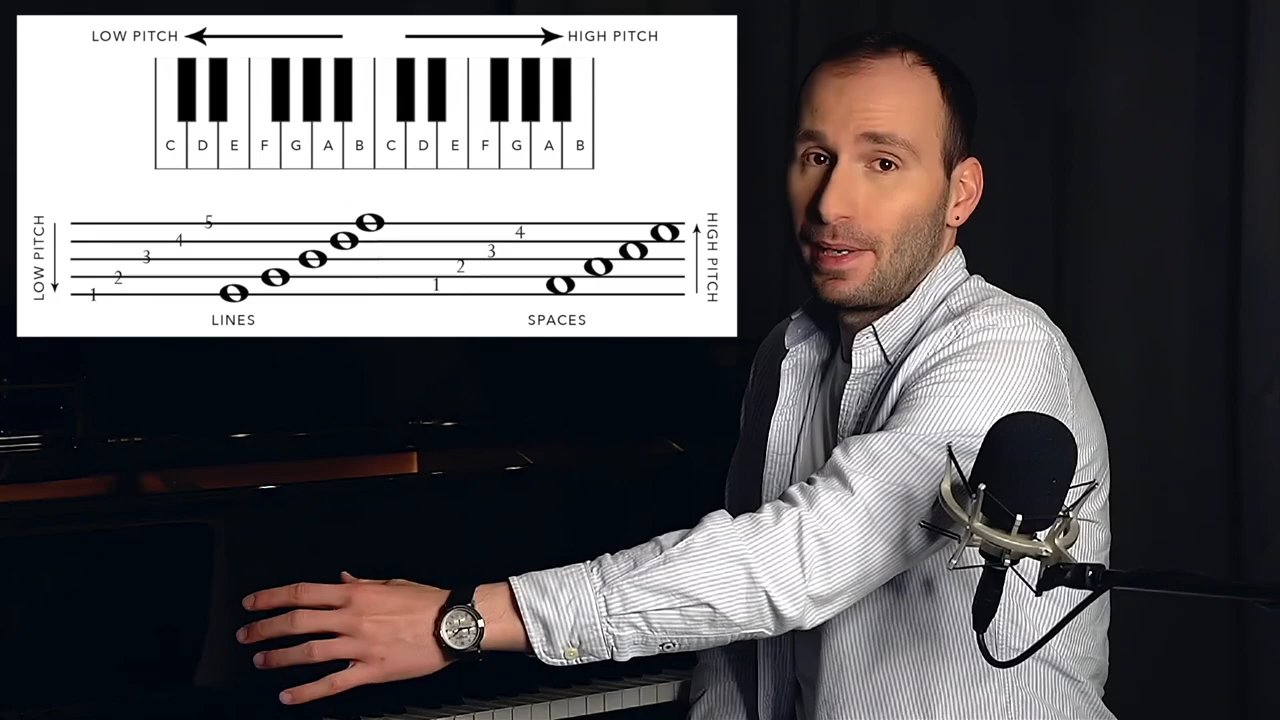 LOW PITCH HIGH PITCH
C D E F G A B C D E F G A B
LOW PITCH
1 2 3 4 5
1 2 3 4
HIGH PITCH
LINES SPACES